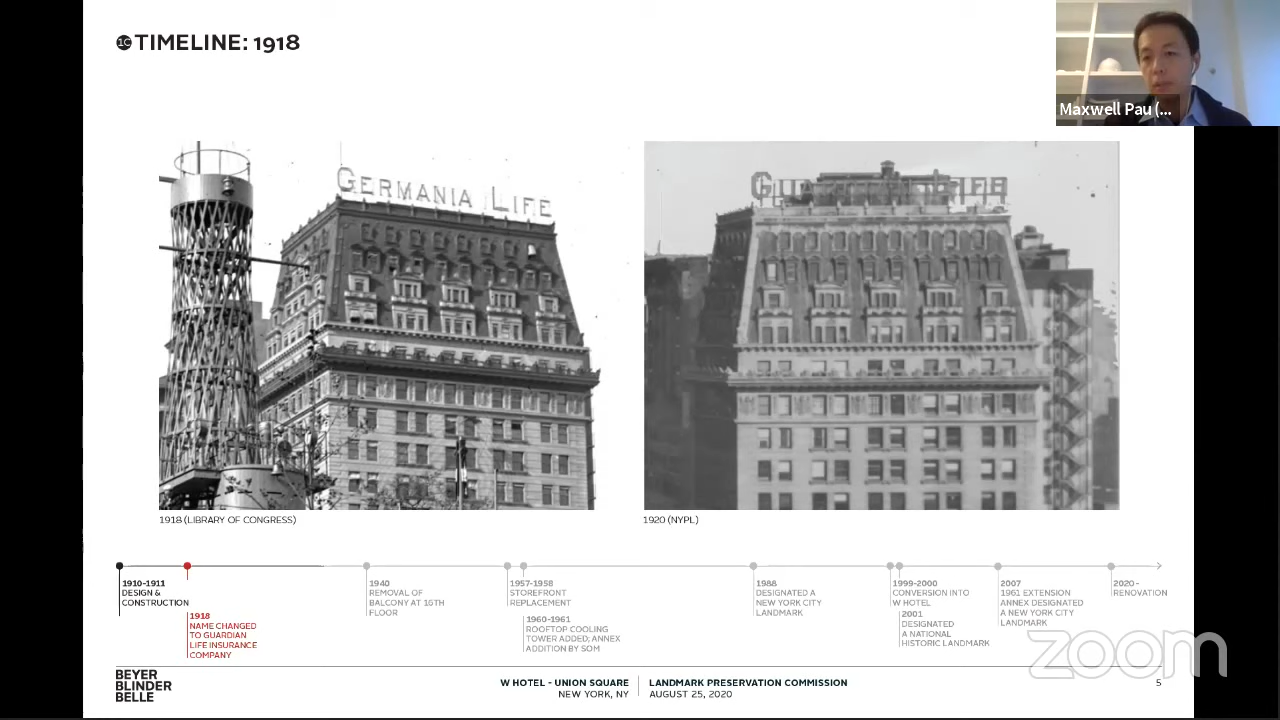 1C TIMELINE: 1918
Maxwell Pau (...
GERMANIA LIFE
1918 (LIBRARY OF CONGRESS)
1920 (NYPL)
1910-1911
DESIGN &
CONSTRUCTION
1918
NAME CHANGED
TO GUARDIAN
LIFE INSURANCE
COMPANY
1940
REMOVAL OF
BALCONY AT 16TH
FLOOR
1957-1958
STOREFRONT
REPLACEMENT
1960-1961
ROOFTOP COOLING
TOWER ADDED; ANNEX
ADDITION BY SOM
1988
DESIGNATED A
NEW YORK CITY
LANDMARK
1999-2000
CONVERSION INTO
W HOTEL
2001
DESIGNATED
A NATIONAL
HISTORIC LANDMARK
2007
1961 EXTENSION
ANNEX DESIGNATED
A NEW YORK CITY
LANDMARK
2020-
RENOVATION
zoom
BEYER
BLINDER
BELLE
W HOTEL - UNION SQUARE
NEW YORK, NY
LANDMARK PRESERVATION COMMISSION
AUGUST 25, 2020
5